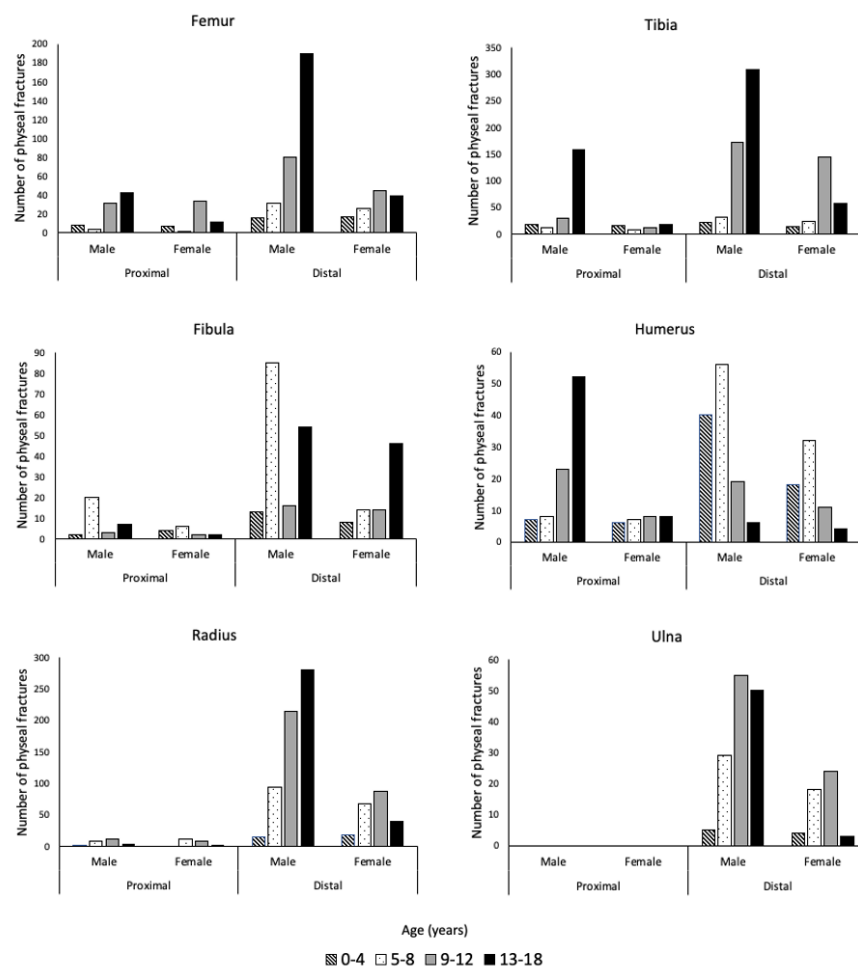 Femur
Number of physeal fractures
200
180
160
140
120
100
80
60
40
20
0
Male Female Male Female
Proximal Distal
Tibia
Number of physeal fractures
350
300
250
200
150
100
50
0
Male Female Male Female
Proximal Distal
Fibula
Number of physeal fractures
90
80
70
60
50
40
30
20
10
0
Male Female Male Female
Proximal Distal
Humerus
Number of physeal fractures
60
50
40
30
20
10
0
Male Female Male Female
Proximal Distal
Radius
Number of physeal fractures
300
250
200
150
100
50
0
Male Female Male Female
Proximal Distal
Ulna
Number of physeal fractures
60
50
40
30
20
10
0
Male Female Male Female
Proximal Distal
Age (years)
0-4 5-8 9-12 13-18